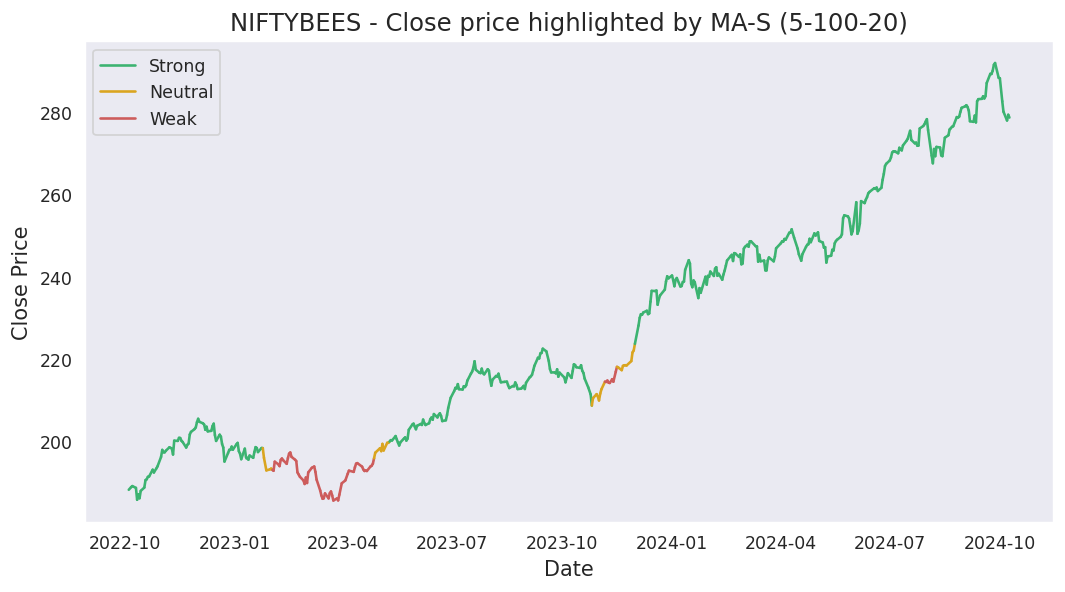 NIFTYBEES - Close price highlighted by MA-S (5-100-20)
Strong
Neutral
Weak
Close Price
280
260
240
220
200
2022-10 2023-01 2023-04 2023-07 2023-10 2024-01 2024-04 2024-07 2024-10
Date